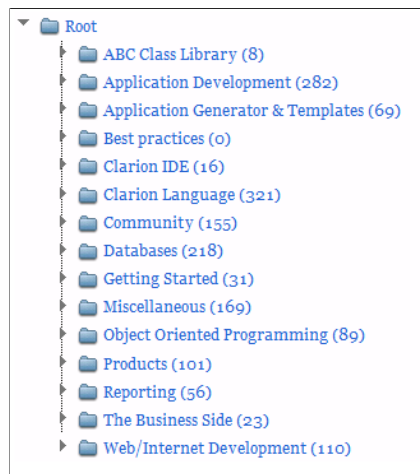 Root
ABC Class Library (8)
Application Development (282)
Application Generator & Templates (69)
Best practices (0)
Clarion IDE (16)
Clarion Language (321)
Community (155)
Databases (218)
Getting Started (31)
Miscellaneous (169)
Object Oriented Programming (89)
Products (101)
Reporting (56)
The Business Side (23)
Web/Internet Development (110)